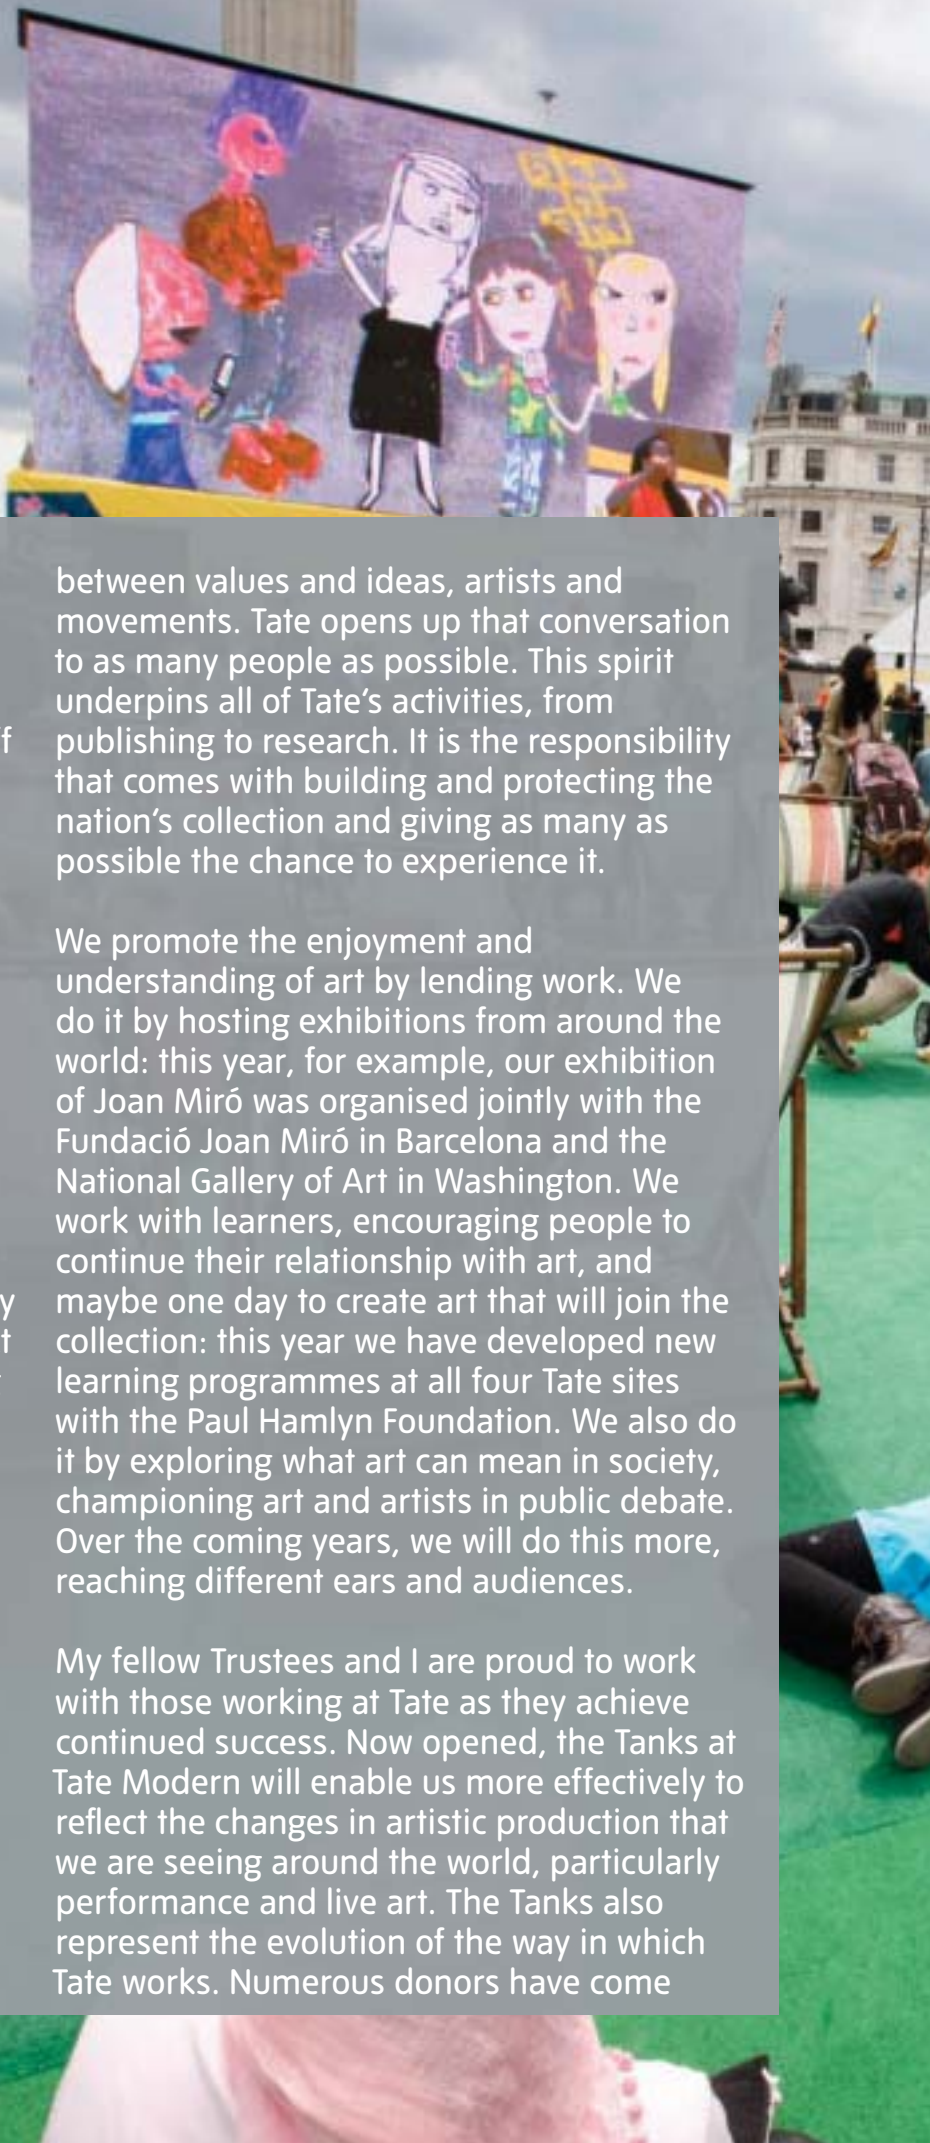 between values and ideas, artists and
movements. Tate opens up that conversation
to as many people as possible. This spirit
underpins all of Tate’s activities, from
publishing to research. It is the responsibility
that comes with building and protecting the
nation’s collection and giving as many as
possible the chance to experience it.
We promote the enjoyment and
understanding of art by lending work. We
do it by hosting exhibitions from around the
world: this year, for example, our exhibition
of Joan Miró was organised jointly with the
Fundació Joan Miró in Barcelona and the
National Gallery of Art in Washington. We
work with learners, encouraging people to
continue their relationship with art, and
maybe one day to create art that will join the
collection: this year we have developed new
learning programmes at all four Tate sites
with the Paul Hamlyn Foundation. We also do
it by exploring what art can mean in society,
championing art and artists in public debate.
Over the coming years, we will do this more,
reaching different ears and audiences.
My fellow Trustees and I are proud to work
with those working at Tate as they achieve
continued success. Now opened, the Tanks at
Tate Modern will enable us more effectively to
reflect the changes in artistic production that
we are seeing around the world, particularly
performance and live art. The Tanks also
represent the evolution of the way in which
Tate works. Numerous donors have come